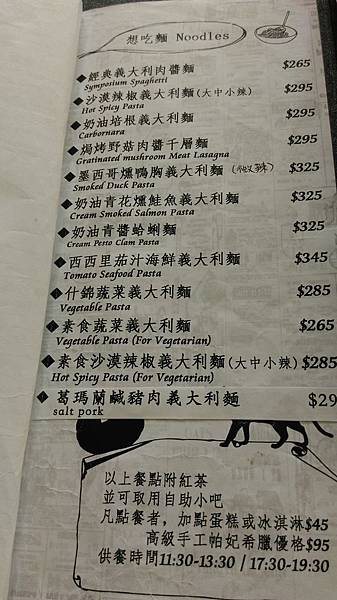 想吃麵 Noodles
◆經典義大利肉醬麵 $265
Symposium Spaghetti
◆沙漠辣椒義大利麵(大中小辣) $295
Hot Spicy Pasta
◆奶油培根義大利麵 $295
Carbornara
◆焗烤野菇肉醬千層麵 $295
Gratinated mushroom Meat Lasagna
◆墨西哥燻鴨胸義大利麵 $325
Smoked Duck Pasta
◆奶油青花燻鮭魚義大利麵 $325
Cream Smoked Salmon Pasta
◆奶油青醬蛤蜊麵 $325
Cream Pesto Clam Pasta
◆西西里茄汁海鮮義大利麵 $345
Tomato Seafood Pasta
◆什錦蔬菜義大利麵 $285
Vegetable Pasta
◆素食蔬菜義大利麵 $265
Vegetable Pasta (For Vegetarian)
◆素食沙漠辣椒義大利麵(大中小辣) $285
Hot Spicy Pasta (For Vegetarian)
◆葛瑪蘭鹹豬肉義大利麵 $29
salt pork
以上餐點附紅茶
並可取用自助小吧
凡點餐者，加點蛋糕或冰淇淋$45
高級手工帕妃希臘優格$95
供餐時間11:30-13:30 / 17:30-19:30